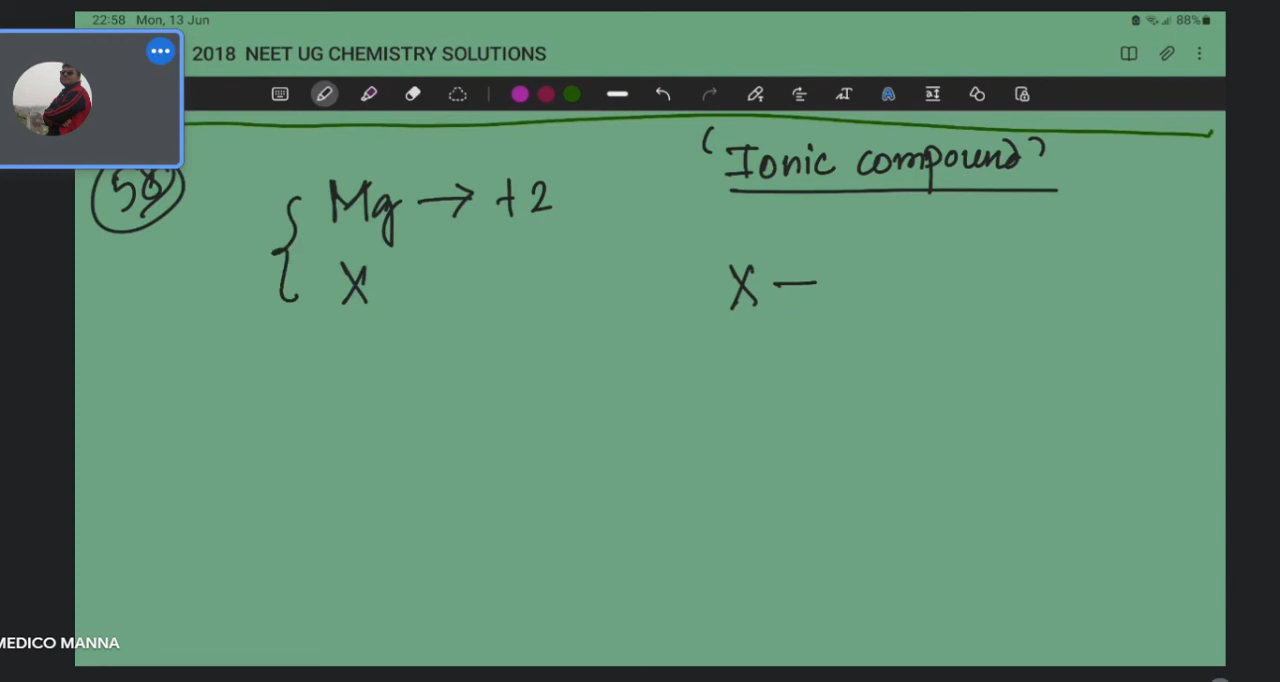 22:58 Mon, 13 Jun
88%
2018 NEET UG CHEMISTRY SOLUTIONS
(Ionic compound)
58
Mg → +2
X
X —
MEDICO MANNA